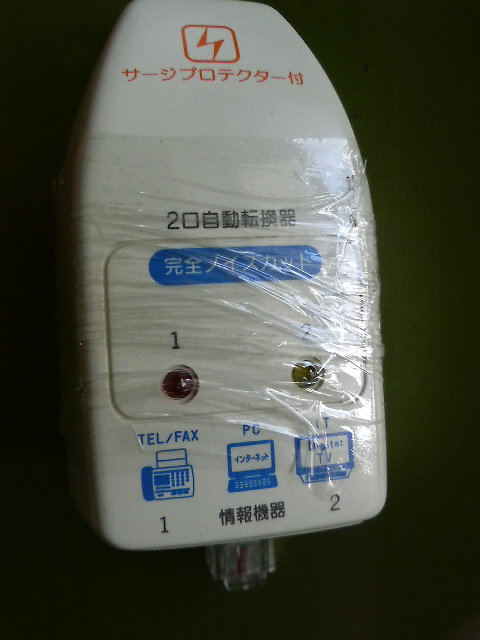 サージプロテクター付
2口自動転換器
完全ノイズカット
1 2
TEL/FAX PC
インターネット
Digital
TV
1 情報機器 2